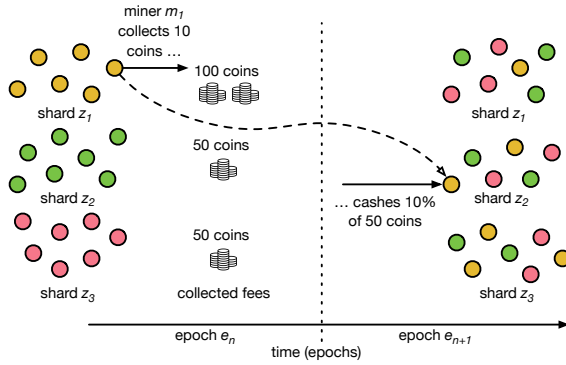 miner m1
collects 10
coins ...
100 coins
shard z1
shard z1
50 coins
shard z2
... cashes 10%
of 50 coins
shard z2
50 coins
shard z3
collected fees
shard z3
epoch en
epoch en+1
time (epochs)